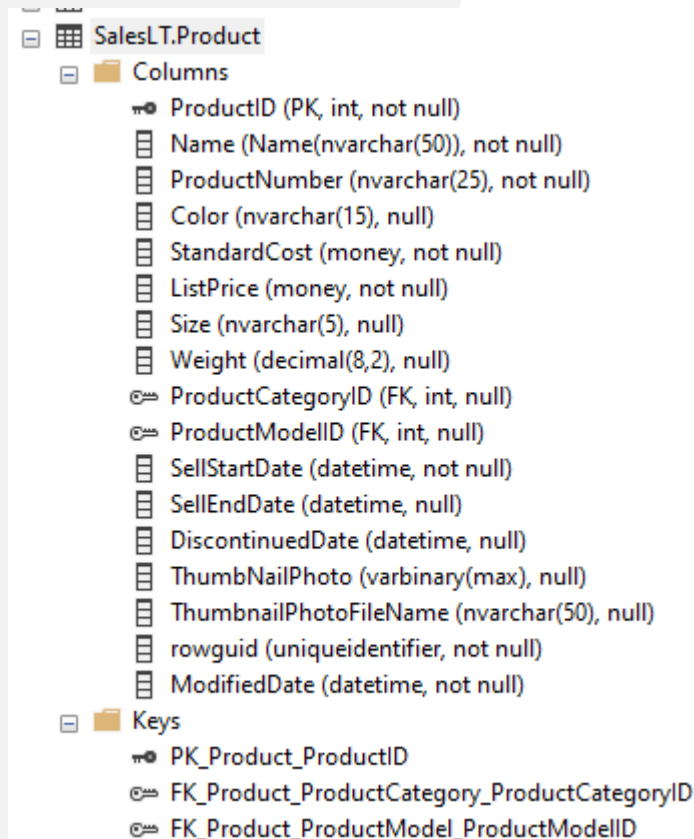 SalesLT.Product
Columns
ProductID (PK, int, not null)
Name (Name(nvarchar(50)), not null)
ProductNumber (nvarchar(25), not null)
Color (nvarchar(15), null)
StandardCost (money, not null)
ListPrice (money, not null)
Size (nvarchar(5), null)
Weight (decimal(8,2), null)
ProductCategoryID (FK, int, null)
ProductModelID (FK, int, null)
SellStartDate (datetime, not null)
SellEndDate (datetime, null)
DiscontinuedDate (datetime, null)
ThumbNailPhoto (varbinary(max), null)
ThumbnailPhotoFileName (nvarchar(50), null)
rowguid (uniqueidentifier, not null)
ModifiedDate (datetime, not null)
Keys
PK_Product_ProductID
FK_Product_ProductCategory_ProductCategoryID
FK_Product_ProductModel_ProductModelID